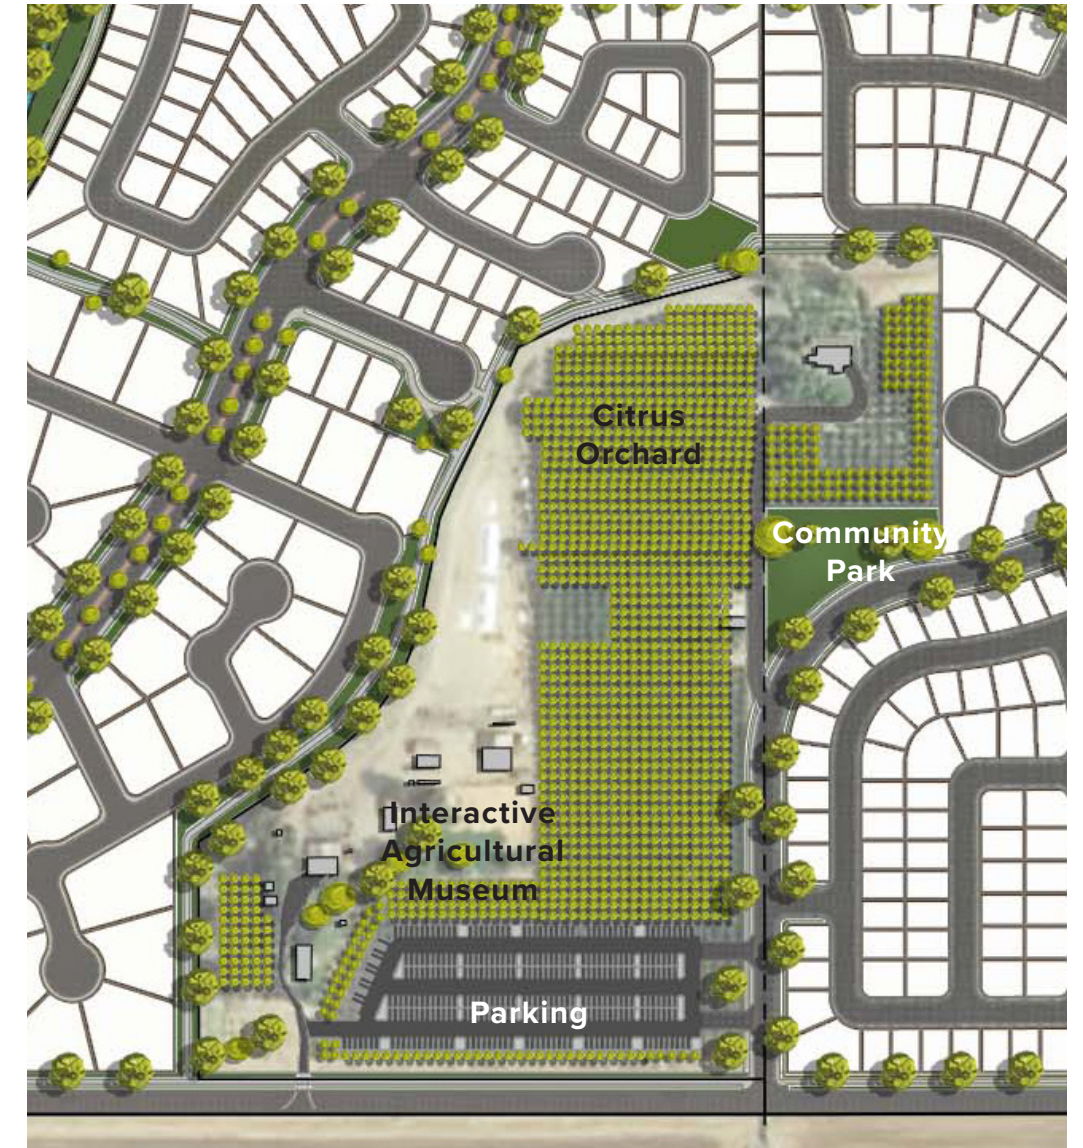 Citrus
Orchard
Community
Park
Interactive
Agricultural
Museum
Parking